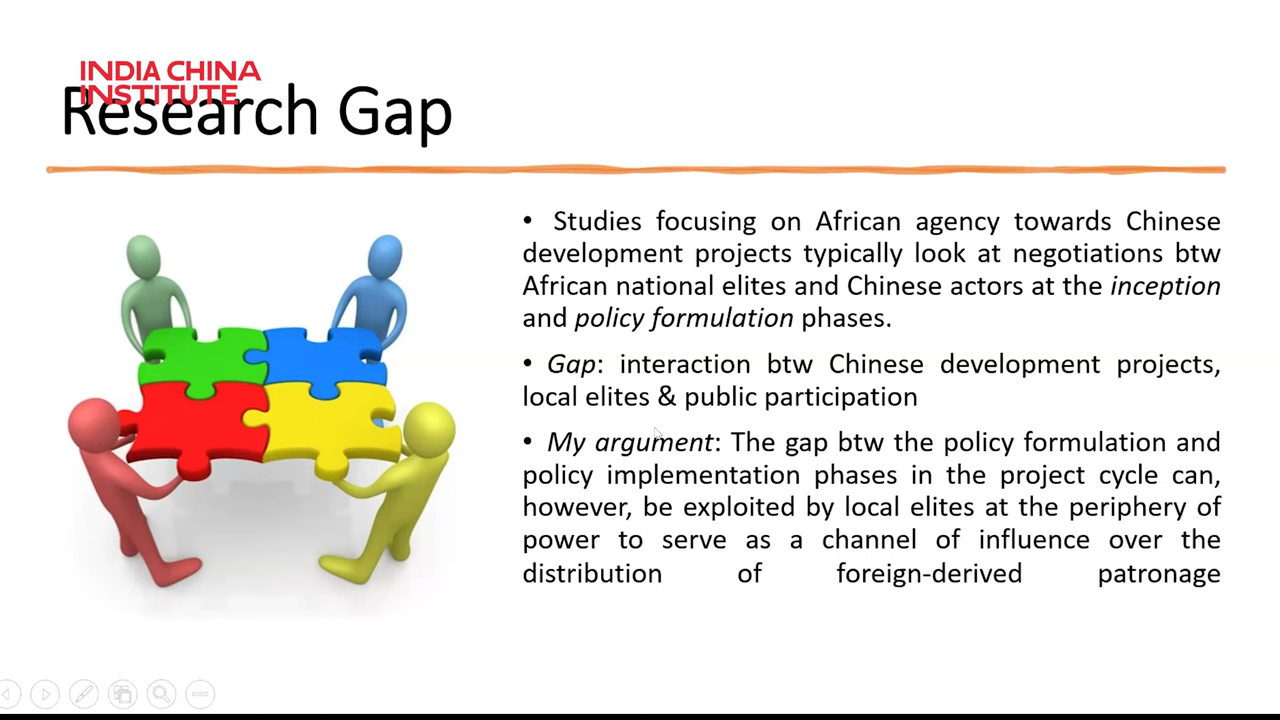 INDIA CHINA
INSTITUTE
Research Gap
• Studies focusing on African agency towards Chinese
development projects typically look at negotiations btw
African national elites and Chinese actors at the inception
and policy formulation phases.
• Gap: interaction btw Chinese development projects,
local elites & public participation
• My argument: The gap btw the policy formulation and
policy implementation phases in the project cycle can,
however, be exploited by local elites at the periphery of
power to serve as a channel of influence over the
distribution of foreign-derived patronage